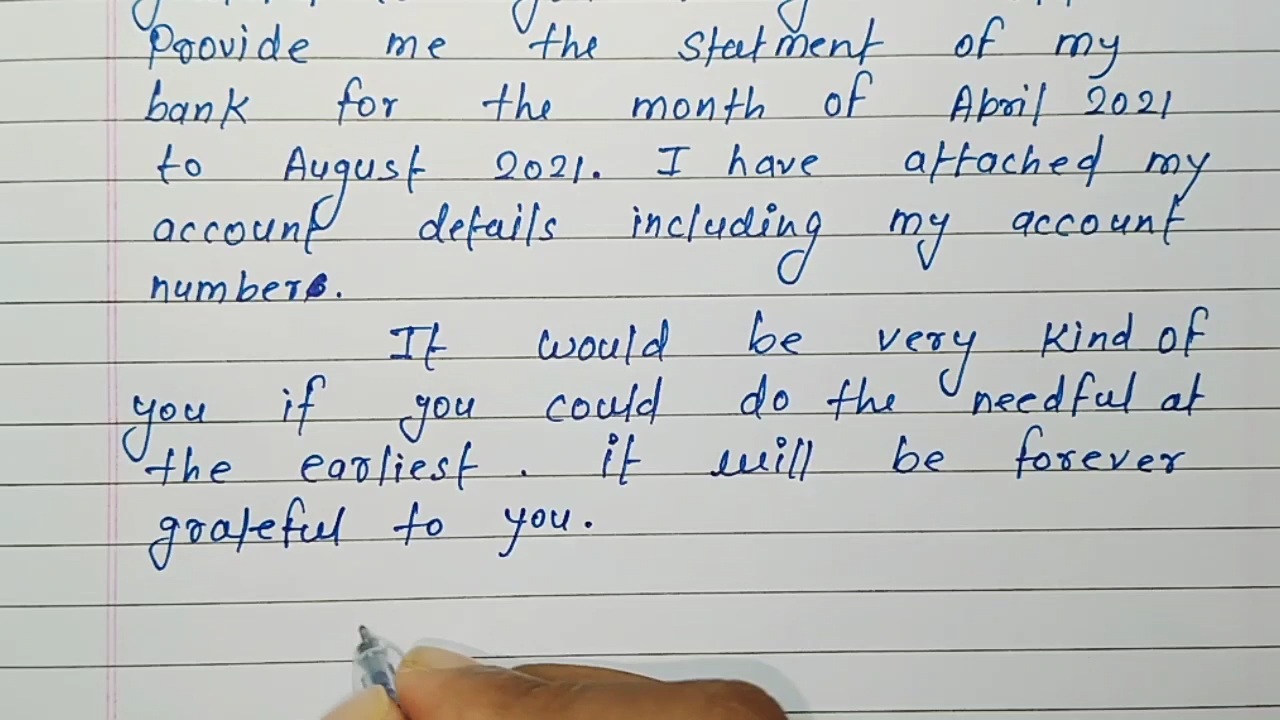 Provide me the statment of my
bank for the month of April 2021
to August 2021. I have attached my
account details including my account
number.
It would be very kind of
you if you could do the needful at
the earliest. it will be forever
grateful to you.